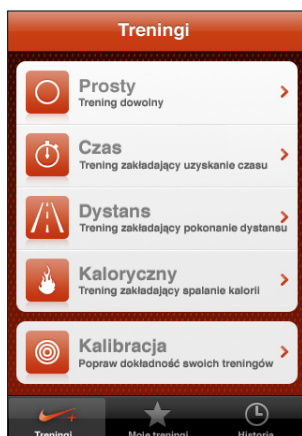 Treningi
Prosty
Trening dowolny
Czas
Trening zakładający uzyskanie czasu
Dystans
Trening zakładający pokonanie dystansu
Kaloryczny
Trening zakładający spalanie kalorii
Kalibracja
Popraw dokładność swoich treningów
Treningi
Moje treningi
Historia